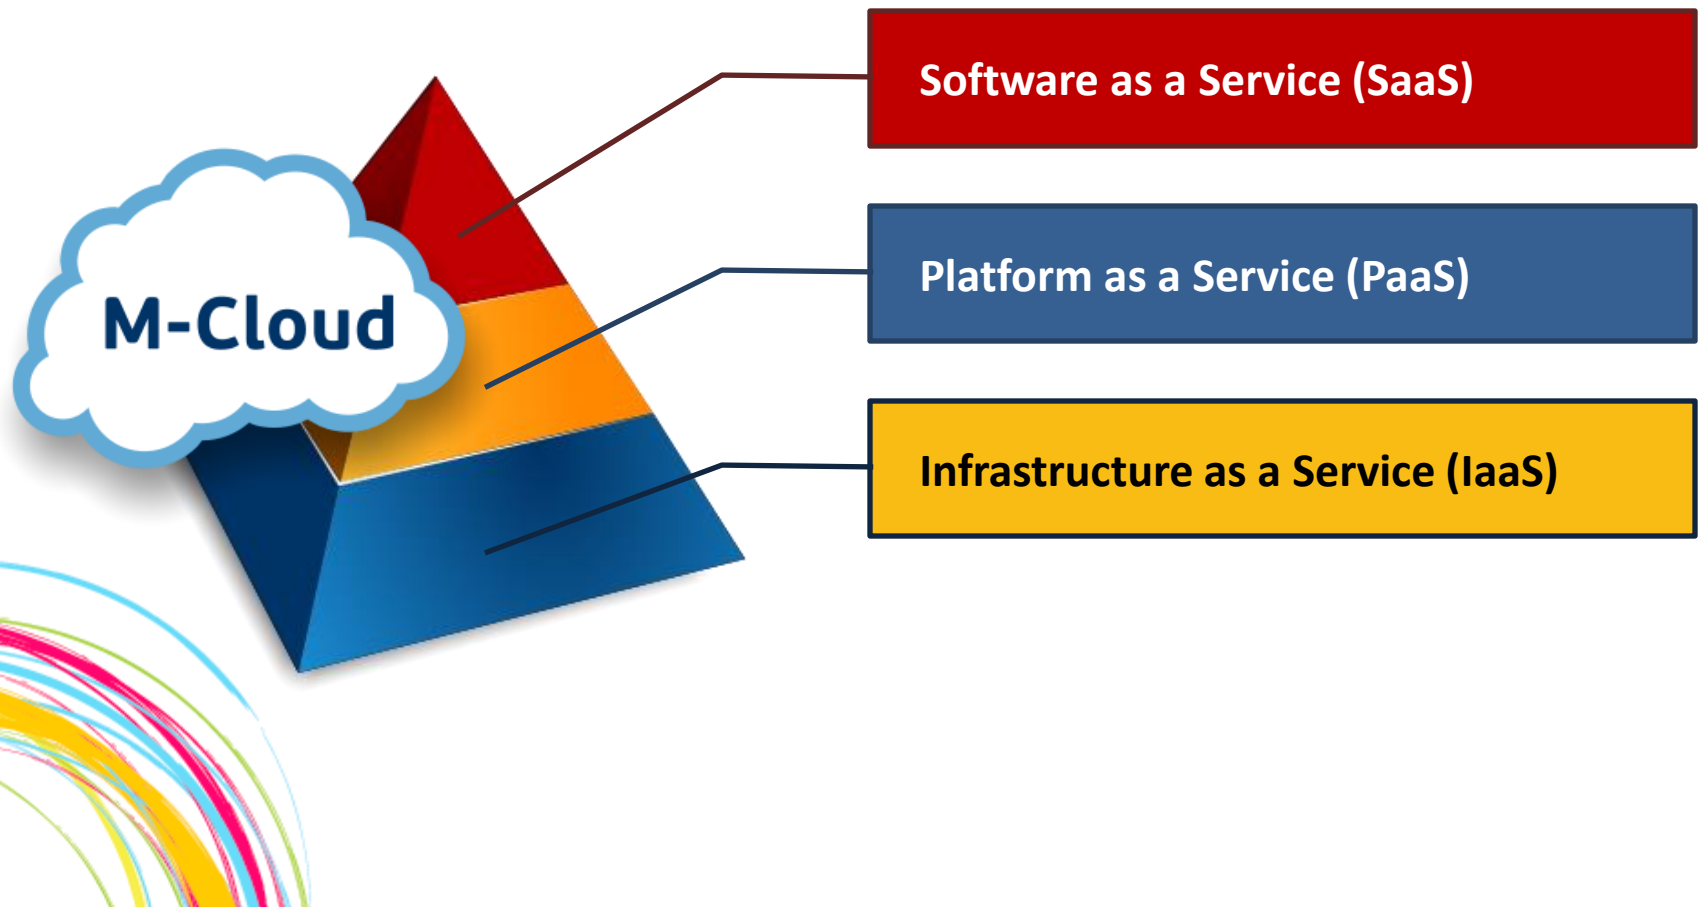 Software as a Service (SaaS)
M-Cloud
Platform as a Service (PaaS)
Infrastructure as a Service (IaaS)